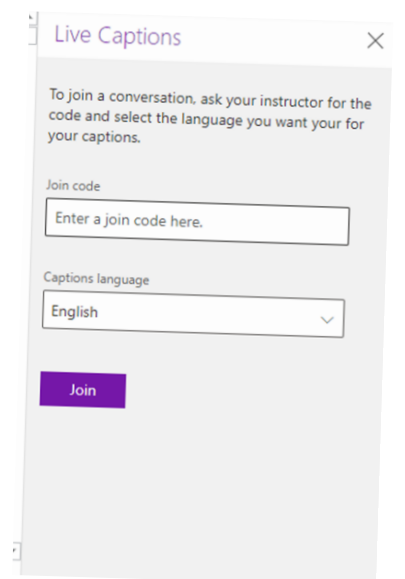 Live Captions
To join a conversation, ask your instructor for the
code and select the language you want your for
your captions.
Join code
Enter a join code here.
Captions language
English
Join